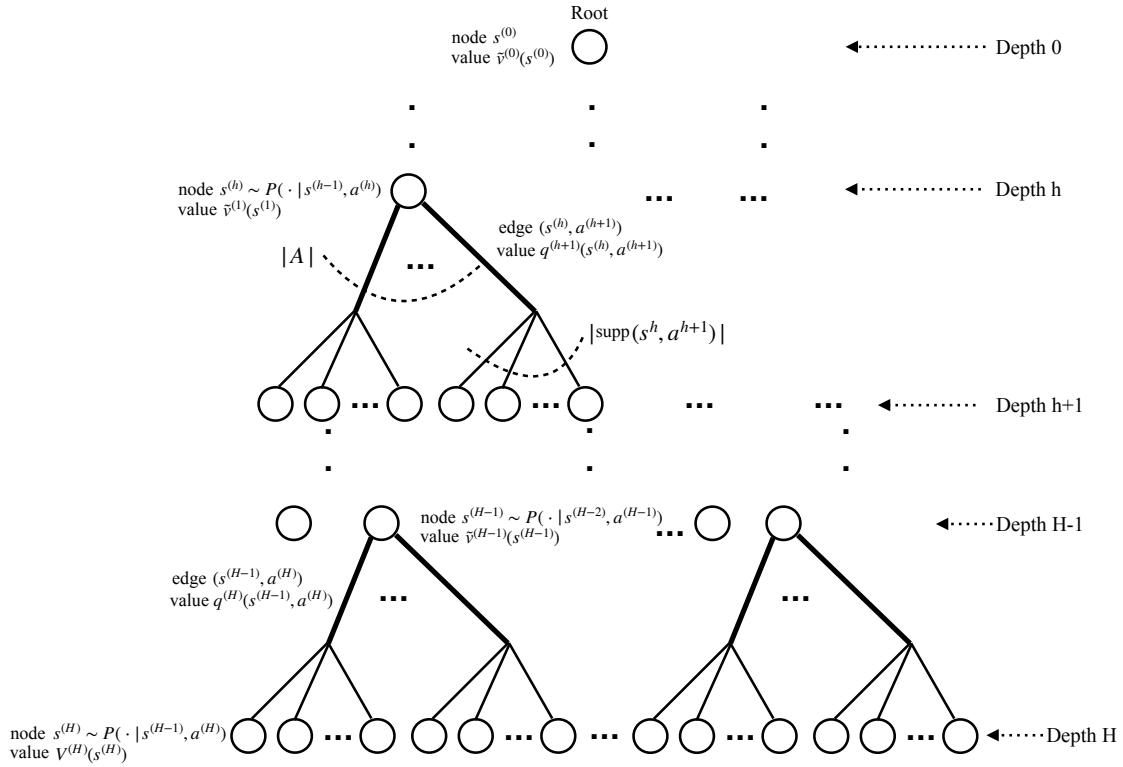 Root
node s^{(0)}
value ṽ^{(0)}(s^{(0)})
Depth 0
node s^{(h)} ~ P( · | s^{(h-1)}, a^{(h)})
value ṽ^{(1)}(s^{(1)})
Depth h
edge (s^{(h)}, a^{(h+1)})
value q^{(h+1)}(s^{(h)}, a^{(h+1)})
|A|
...
... ...
|supp(s^h, a^{h+1})|
... ... ... ...
Depth h+1
node s^{(H-1)} ~ P( · | s^{(H-2)}, a^{(H-1)})
value ṽ^{(H-1)}(s^{(H-1)})
...
Depth H-1
edge (s^{(H-1)}, a^{(H)})
value q^{(H)}(s^{(H-1)}, a^{(H)})
... ...
node s^{(H)} ~ P( · | s^{(H-1)}, a^{(H)})
value V^{(H)}(s^{(H)})
... ... ... ... ...
Depth H